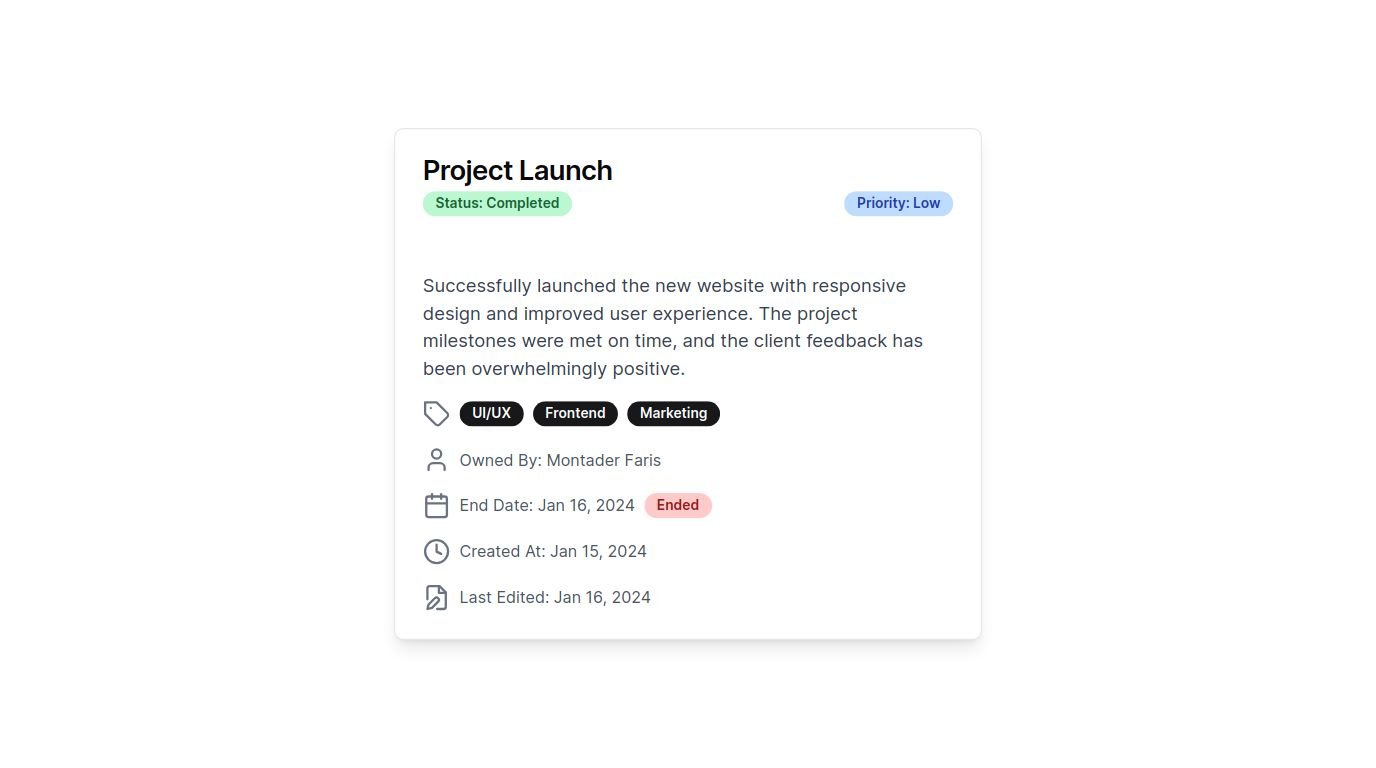 Project Launch
Status: Completed
Priority: Low
Successfully launched the new website with responsive
design and improved user experience. The project
milestones were met on time, and the client feedback has
been overwhelmingly positive.
UI/UX Frontend Marketing
Owned By: Montader Faris
End Date: Jan 16, 2024 Ended
Created At: Jan 15, 2024
Last Edited: Jan 16, 2024